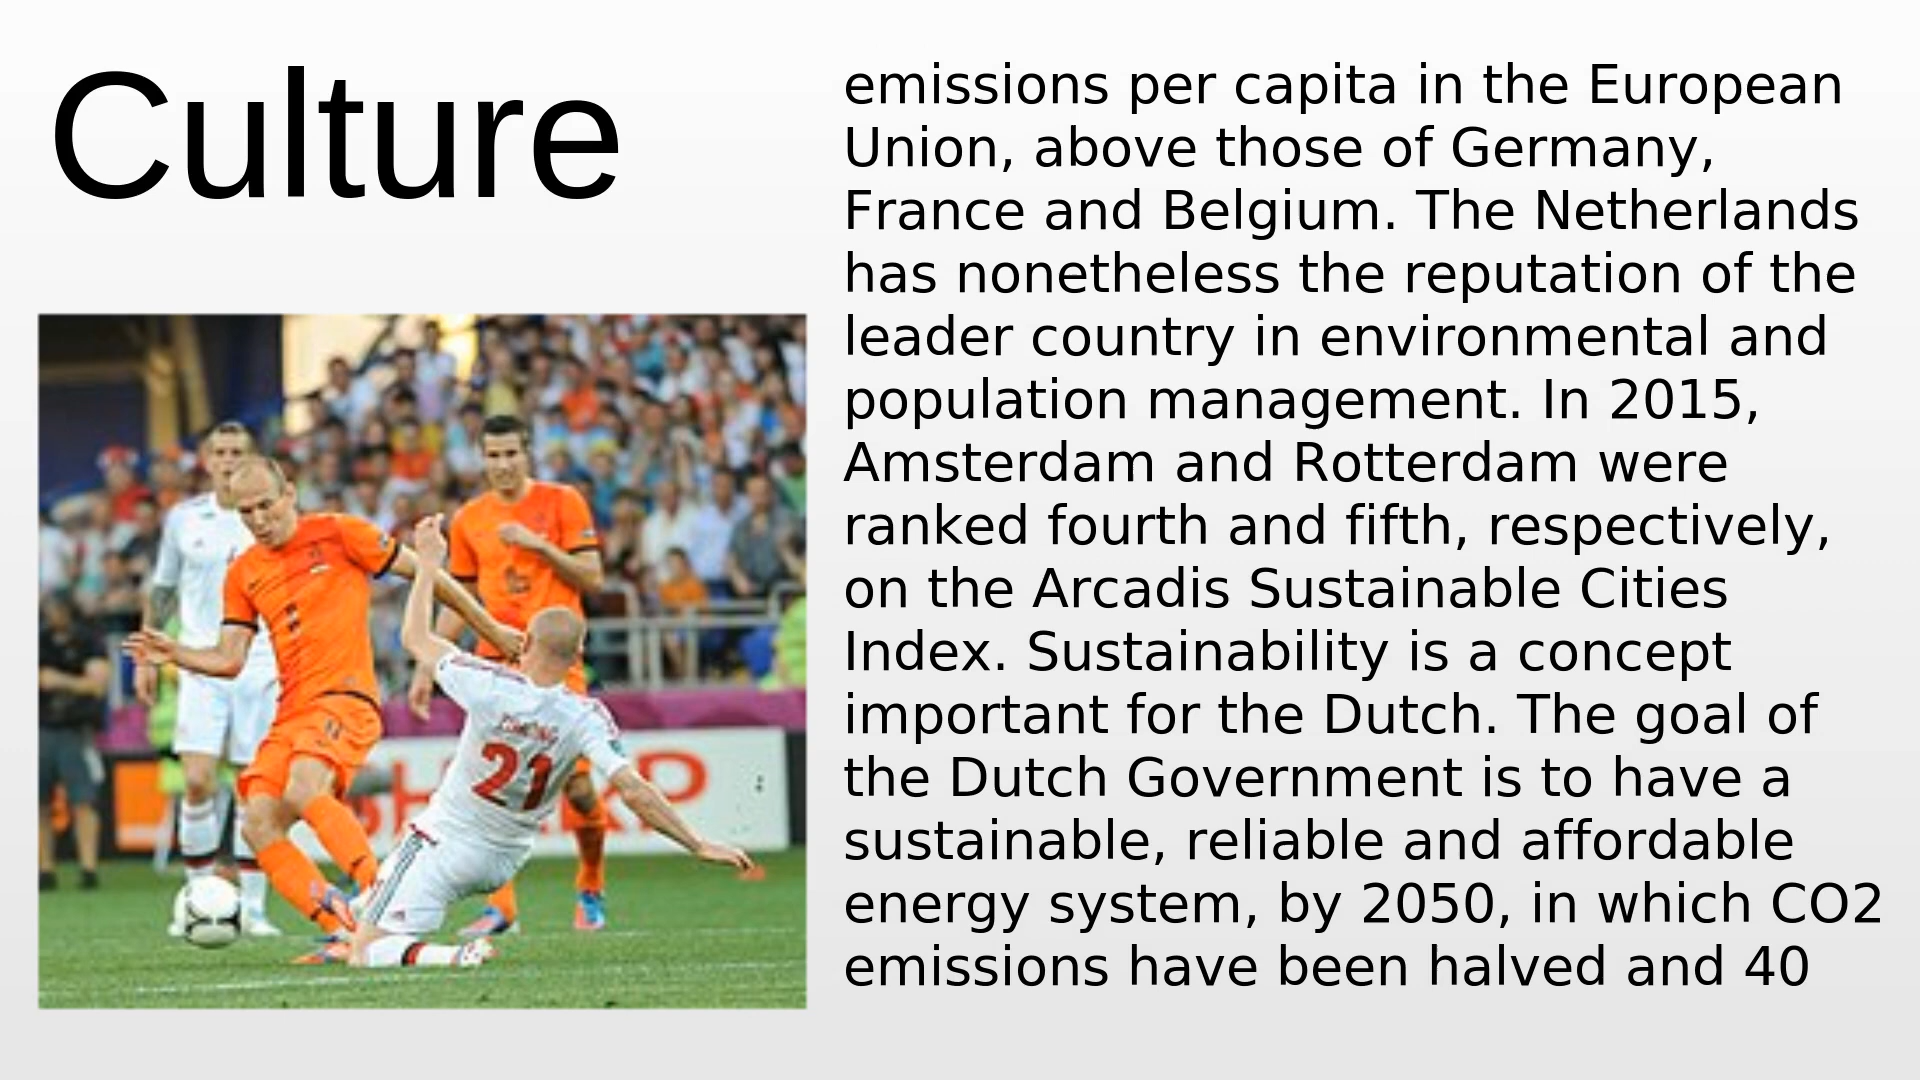 Culture
emissions per capita in the European
Union, above those of Germany,
France and Belgium. The Netherlands
has nonetheless the reputation of the
leader country in environmental and
population management. In 2015,
Amsterdam and Rotterdam were
ranked fourth and fifth, respectively,
on the Arcadis Sustainable Cities
Index. Sustainability is a concept
important for the Dutch. The goal of
the Dutch Government is to have a
sustainable, reliable and affordable
energy system, by 2050, in which CO2
emissions have been halved and 40
21